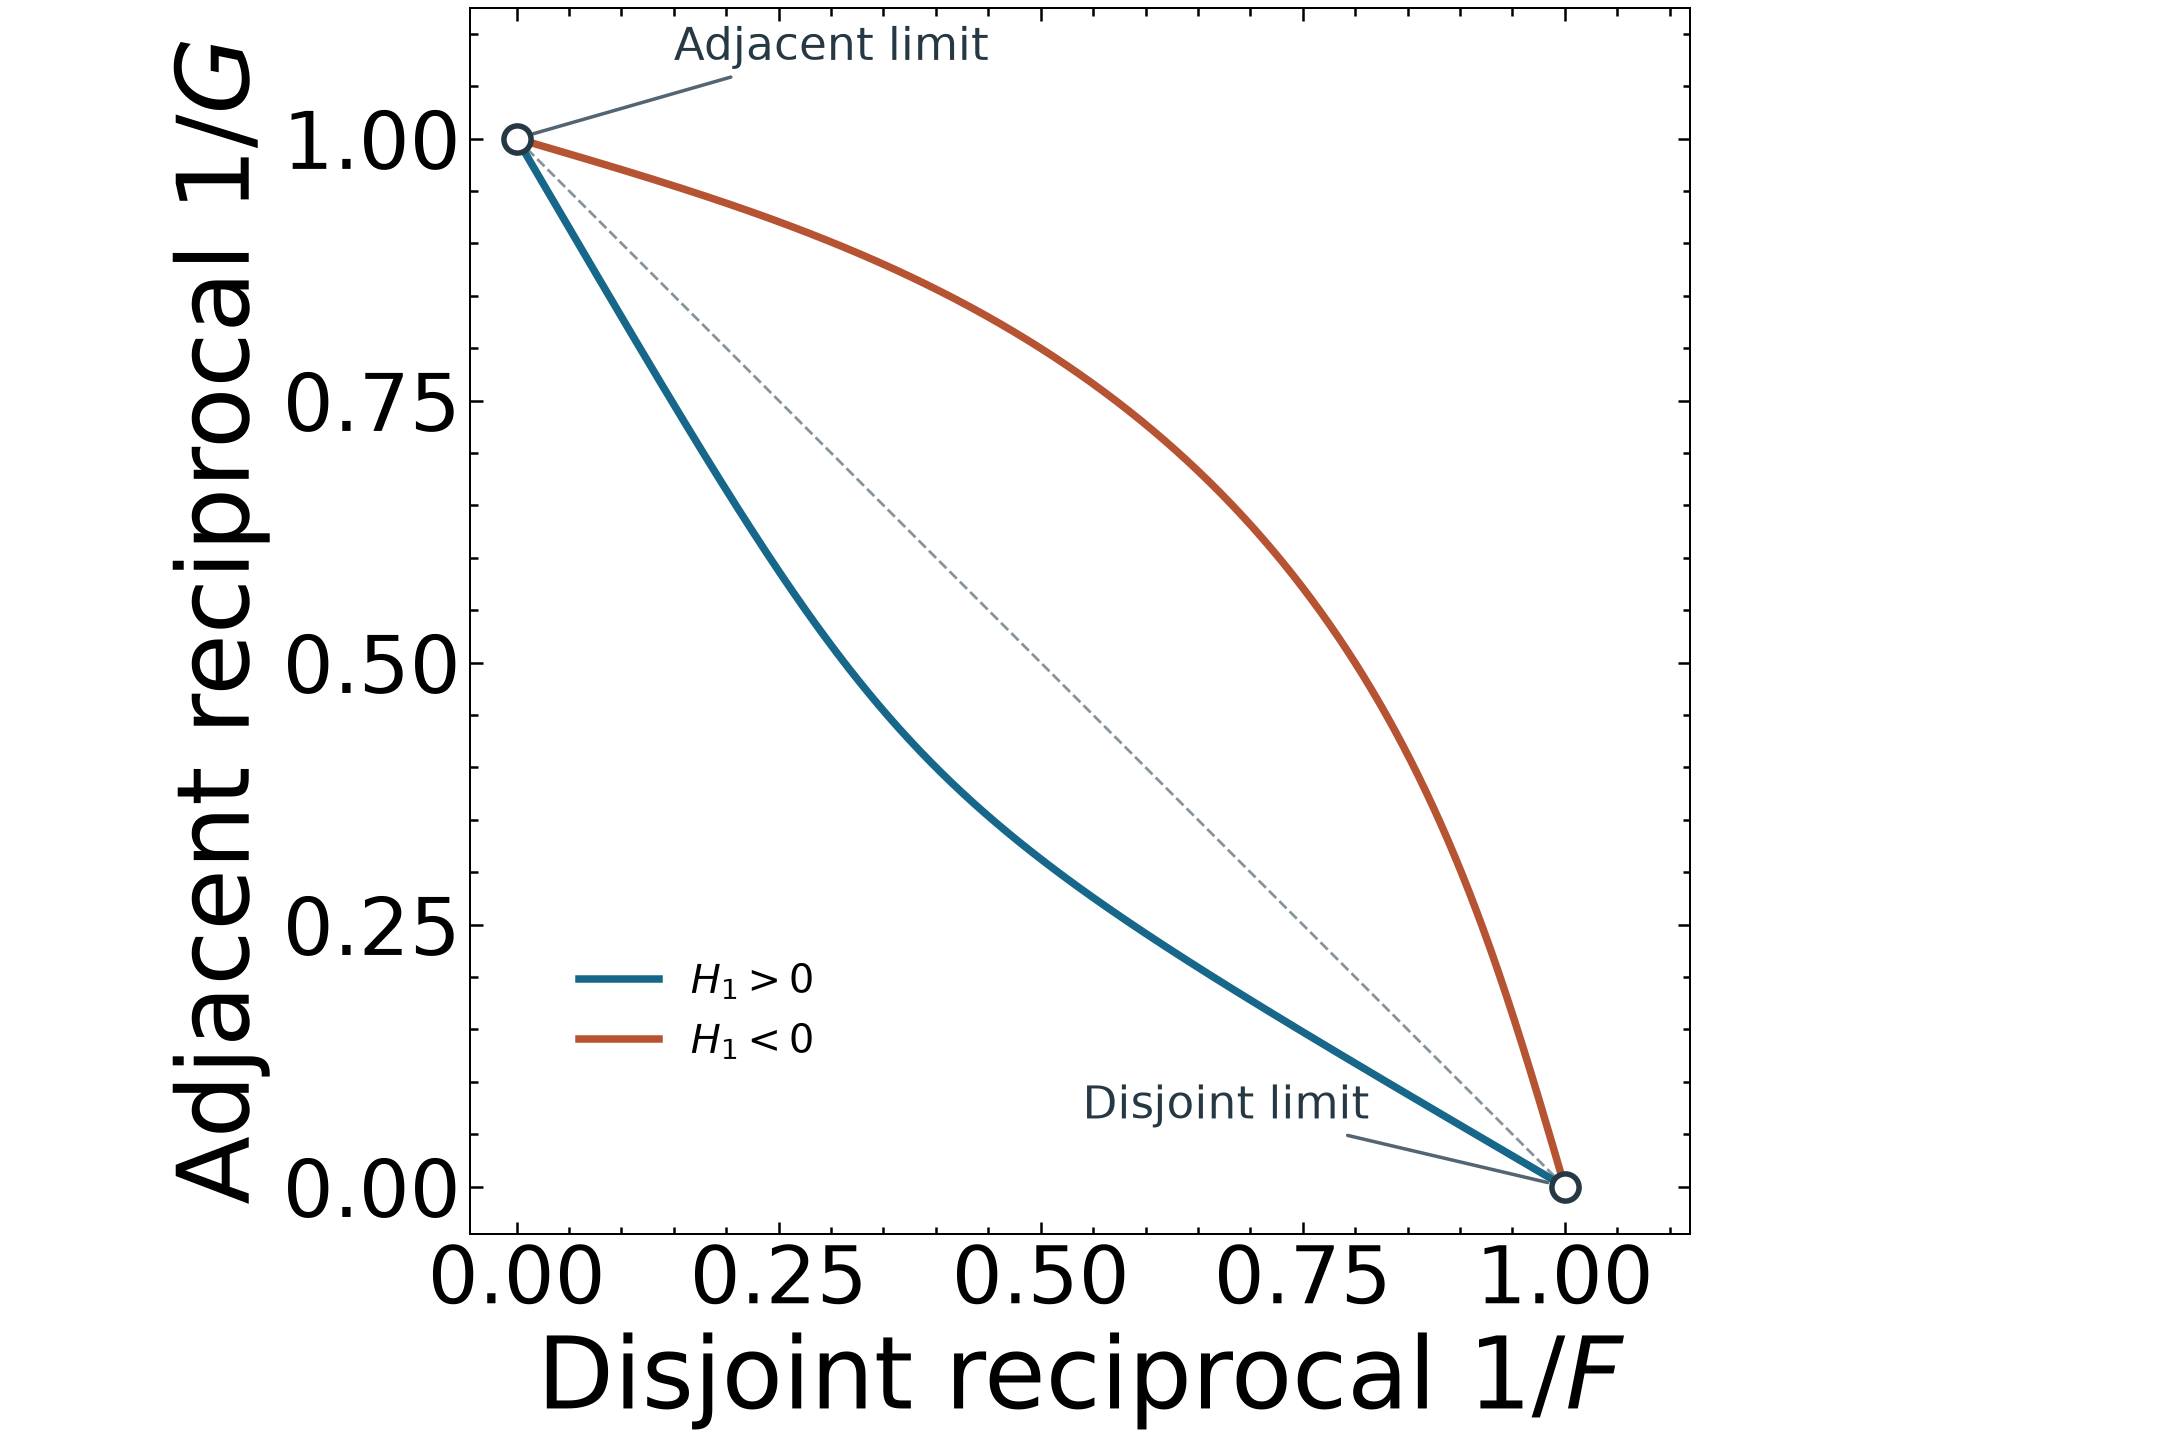 Adjacent limit
Adjacent reciprocal 1/G
1.00
0.75
0.50
0.25
0.00
H₁ > 0
H₁ < 0
Disjoint limit
0.00 0.25 0.50 0.75 1.00
Disjoint reciprocal 1/F